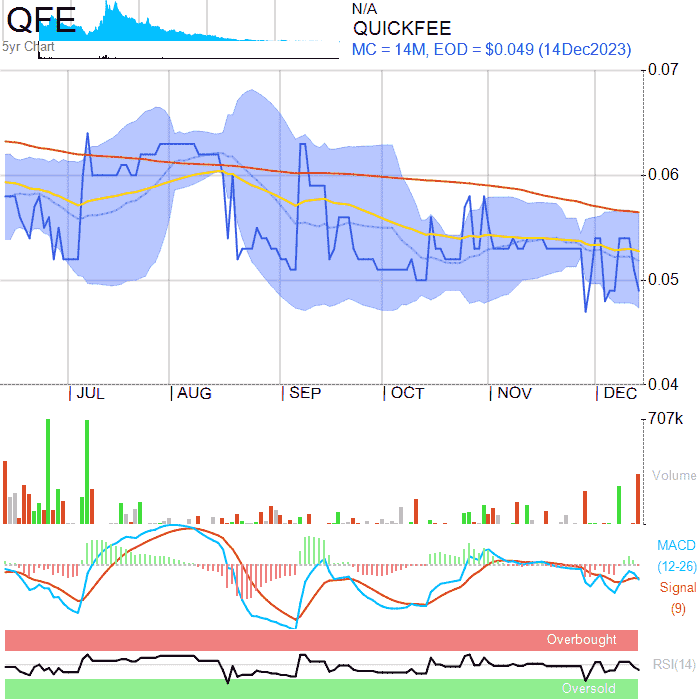 QFE
5yr Chart
N/A
QUICKFEE
MC = 14M, EOD = $0.049 (14Dec2023)
0.07
0.06
0.05
0.04
JUL AUG SEP OCT NOV DEC
707k
Volume
MACD
(12-26)
Signal
(9)
Overbought
RSI(14)
Oversold